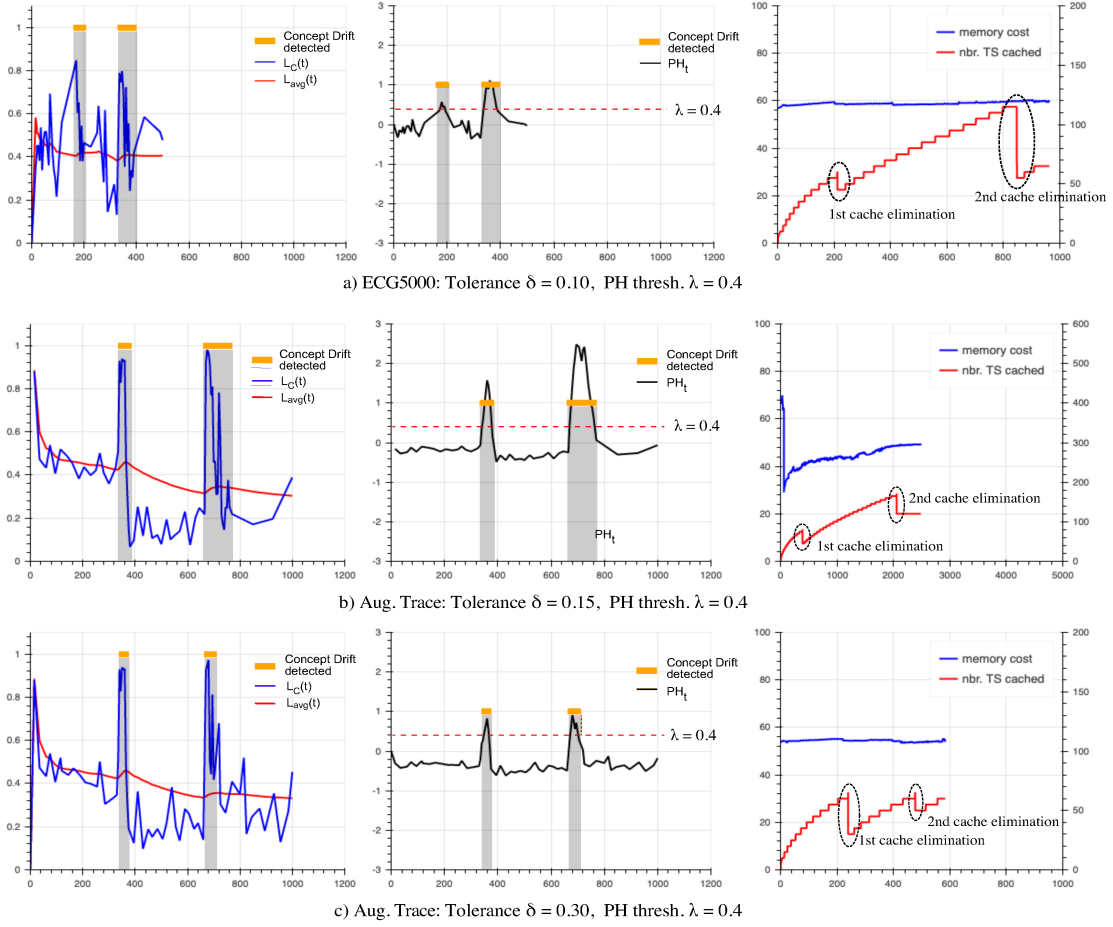 1
0.8
0.6
0.4
0.2
0
0 200 400 600 800 1000 1200
Concept Drift
detected
L_C(t)
L_avg(t)
3
2
1
0
-1
-2
-3
0 200 400 600 800 1000 1200
Concept Drift
detected
PH_t
λ = 0.4
100
80
60
40
20
0
200
150
100
50
0
0 200 400 600 800 1000
memory cost
nbr. TS cached
1st cache elimination
2nd cache elimination
a) ECG5000: Tolerance δ = 0.10, PH thresh. λ = 0.4
1
0.8
0.6
0.4
0.2
0
0 200 400 600 800 1000 1200
Concept Drift
detected
L_C(t)
L_avg(t)
3
2
1
0
-1
-2
-3
0 200 400 600 800 1000 1200
Concept Drift
detected
PH_t
λ = 0.4
PH_t
100
80
60
40
20
0
600
500
400
300
200
100
0
0 1000 2000 3000 4000 5000
memory cost
nbr. TS cached
2nd cache elimination
1st cache elimination
b) Aug. Trace: Tolerance δ = 0.15, PH thresh. λ = 0.4
1
0.8
0.6
0.4
0.2
0
0 200 400 600 800 1000 1200
Concept Drift
detected
L_C(t)
L_avg(t)
3
2
1
0
-1
-2
-3
0 200 400 600 800 1000 1200
Concept Drift
detected
PH_t
λ = 0.4
100
80
60
40
20
0
200
150
100
50
0
0 200 400 600 800 1000
memory cost
nbr. TS cached
2nd cache elimination
1st cache elimination
c) Aug. Trace: Tolerance δ = 0.30, PH thresh. λ = 0.4